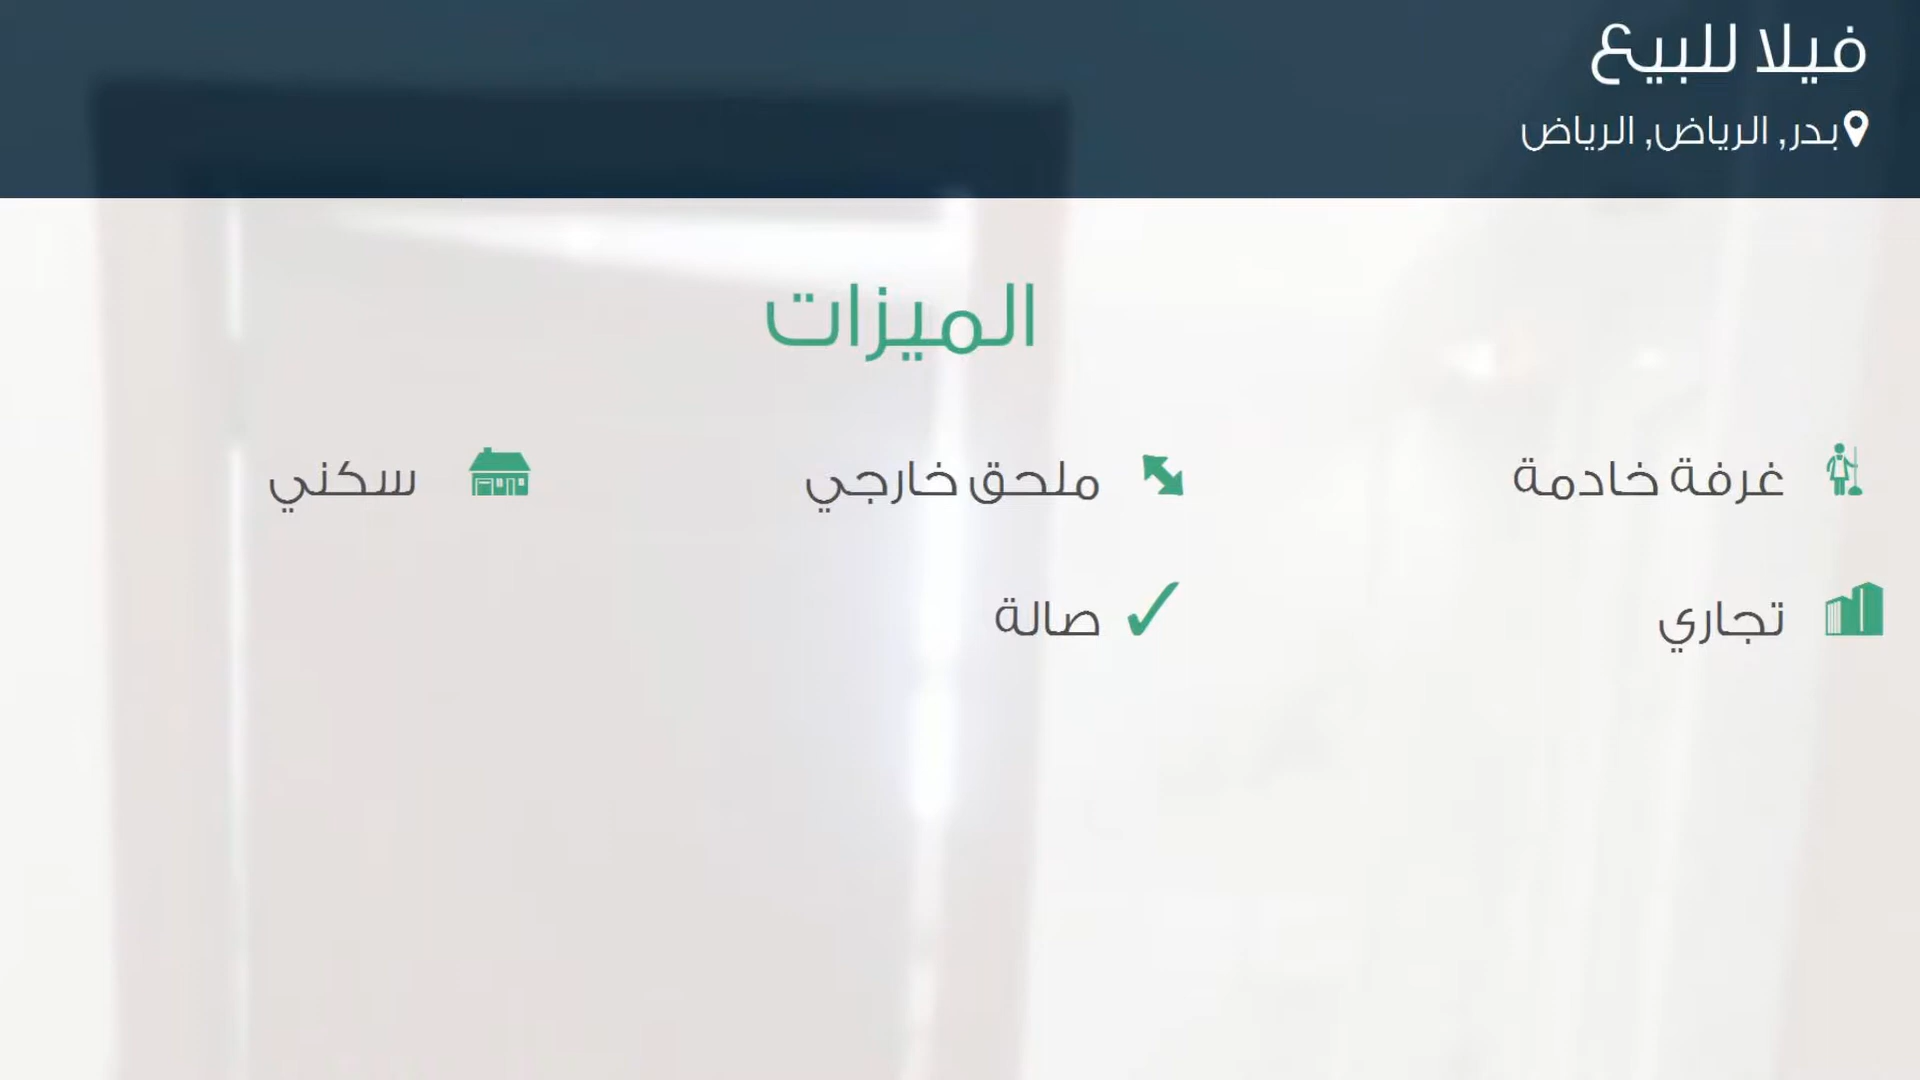 فيلا للبيع
بدر, الرياض, الرياض
الميزات
غرفة خادمة
ملحق خارجي
سكني
تجاري
صالة